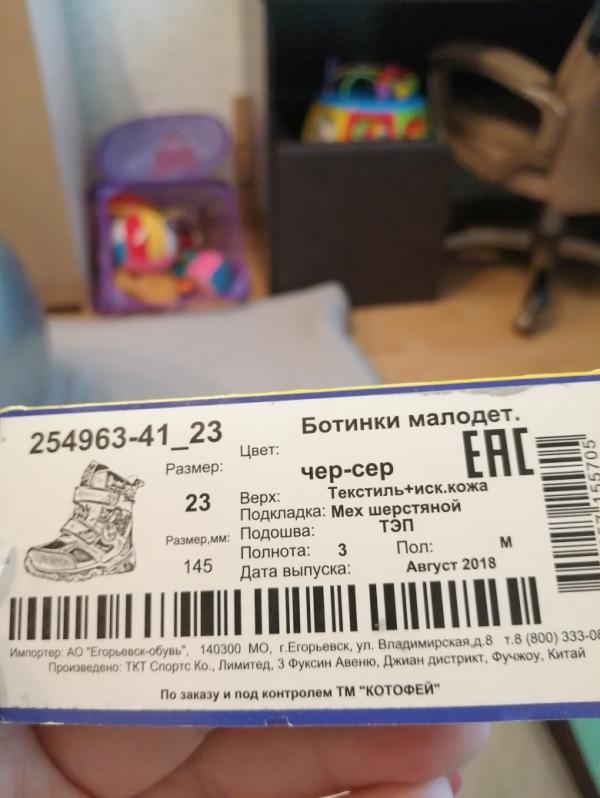 254963-41_23
Ботинки малодет.
Размер:
23
Размер,мм:
145
Цвет: чер-сер
Верх: Текстиль+иск.кожа
Подкладка: Мех шерстяной
Подошва: ТЭП
Полнота: 3 Пол: М
Дата выпуска: Август 2018
EAC
155705
Импортер: АО "Егорьевск-обувь", 140300 МО, г.Егорьевск, ул. Владимирская,д.8 т.8 (800) 333-08
Произведено: ТКТ Спортс Ко., Лимитед, 3 Фуксин Авеню, Джиан дистрикт, Фучжоу, Китай
По заказу и под контролем ТМ "КОТОФЕЙ"